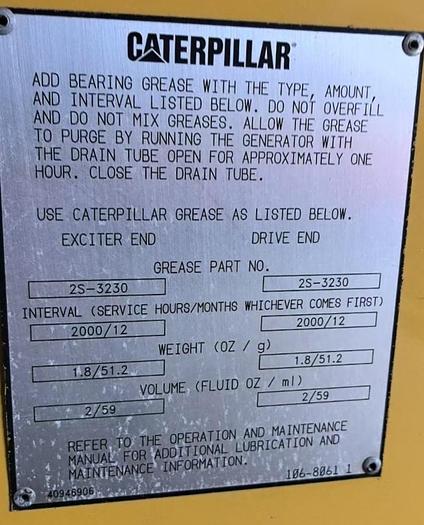 CATERPILLAR
ADD BEARING GREASE WITH THE TYPE, AMOUNT,
AND INTERVAL LISTED BELOW. DO NOT OVERFILL
AND DO NOT MIX GREASES. ALLOW THE GREASE
TO PURGE BY RUNNING THE GENERATOR WITH
THE DRAIN TUBE OPEN FOR APPROXIMATELY ONE
HOUR. CLOSE THE DRAIN TUBE.
USE CATERPILLAR GREASE AS LISTED BELOW.
EXCITER END DRIVE END
GREASE PART NO.
2S-3230 2S-3230
INTERVAL (SERVICE HOURS/MONTHS WHICHEVER COMES FIRST)
2000/12 2000/12
WEIGHT (OZ / g)
1.8/51.2 1.8/51.2
VOLUME (FLUID OZ / ml)
2/59 2/59
REFER TO THE OPERATION AND MAINTENANCE
MANUAL FOR ADDITIONAL LUBRICATION AND
MAINTENANCE INFORMATION.
40946906 106-8061 1